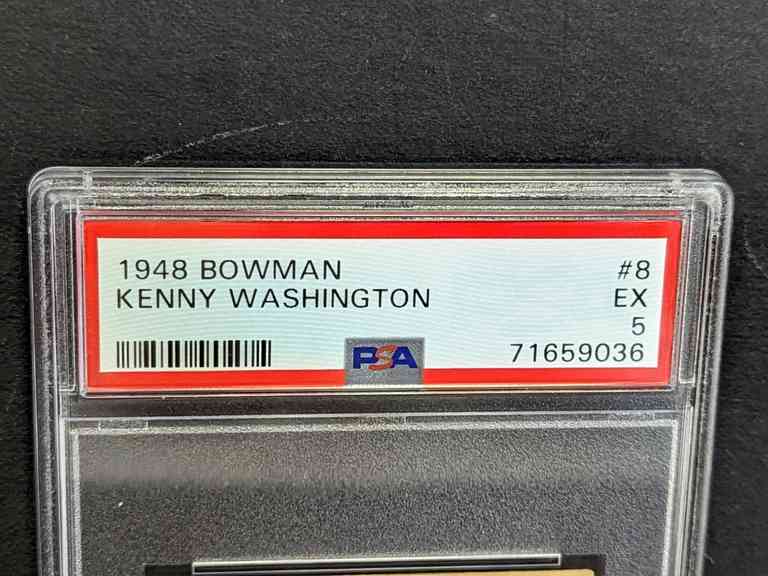 1948 BOWMAN #8
KENNY WASHINGTON EX
5
PSA 71659036